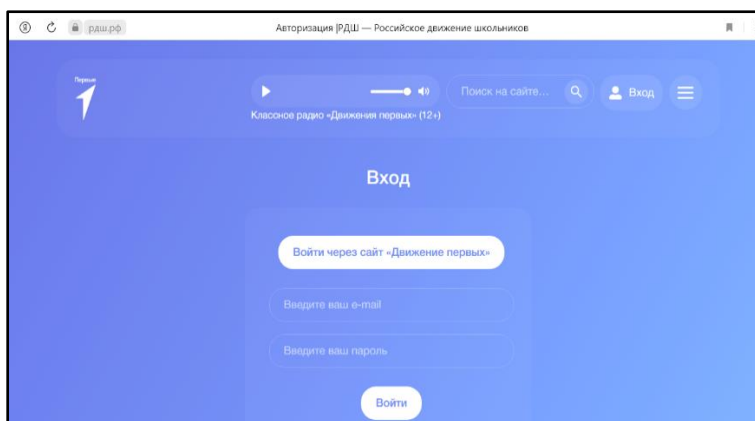 рдш.рф
Авторизация |РДШ — Российское движение школьников
Первые
Поиск на сайте...
Вход
Классное радио «Движения первых» (12+)
Вход
Войти через сайт «Движение первых»
Введите ваш e-mail
Введите ваш пароль
Войти